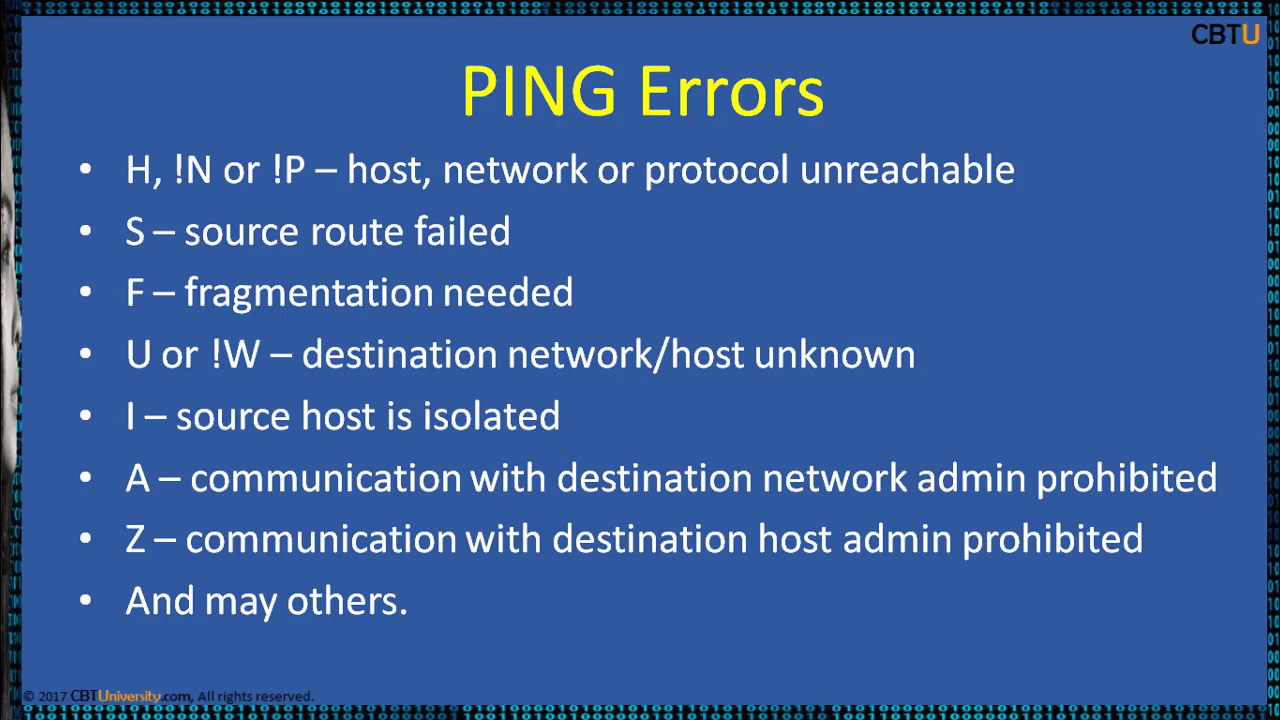 CBTU
PING Errors
• H, !N or !P – host, network or protocol unreachable
• S – source route failed
• F – fragmentation needed
• U or !W – destination network/host unknown
• I – source host is isolated
• A – communication with destination network admin prohibited
• Z – communication with destination host admin prohibited
• And may others.
© 2017 CBTUniversity.com, All rights reserved.